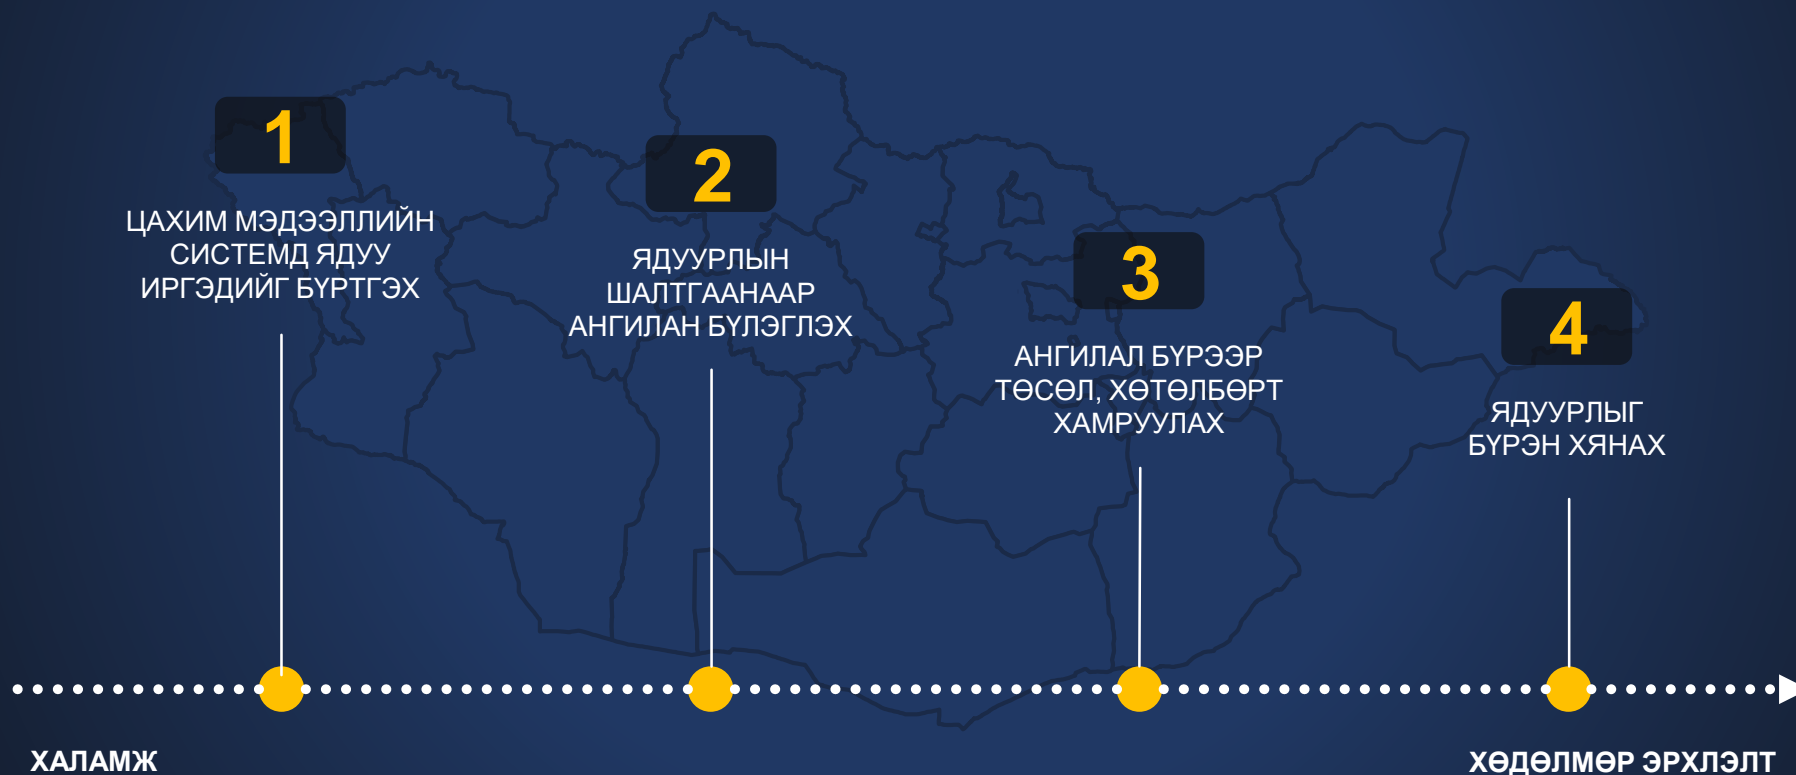 1
ЦАХИМ МЭДЭЭЛЛИЙН
СИСТЕМД ЯДУУ
ИРГЭДИЙГ БҮРТГЭХ
2
ЯДУУРЛЫН
ШАЛТГААНААР
АНГИЛАН БҮЛЭГЛЭХ
3
АНГИЛАЛ БҮРЭЭР
ТӨСӨЛ, ХӨТӨЛБӨРТ
ХАМРУУЛАХ
4
ЯДУУРЛЫГ
БҮРЭН ХЯНАХ
ХАЛАМЖ
ХӨДӨЛМӨР ЭРХЛЭЛТ